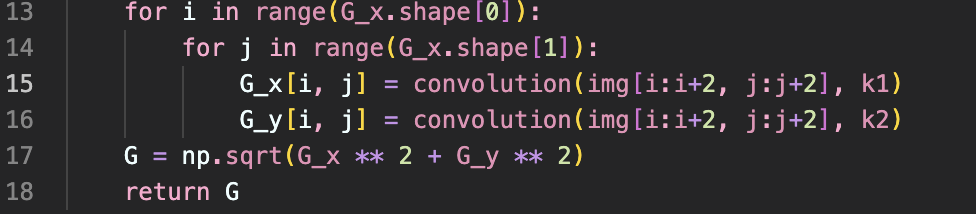 13 for i in range(G_x.shape[0]):
14 for j in range(G_x.shape[1]):
15 G_x[i, j] = convolution(img[i:i+2, j:j+2], k1)
16 G_y[i, j] = convolution(img[i:i+2, j:j+2], k2)
17 G = np.sqrt(G_x ** 2 + G_y ** 2)
18 return G